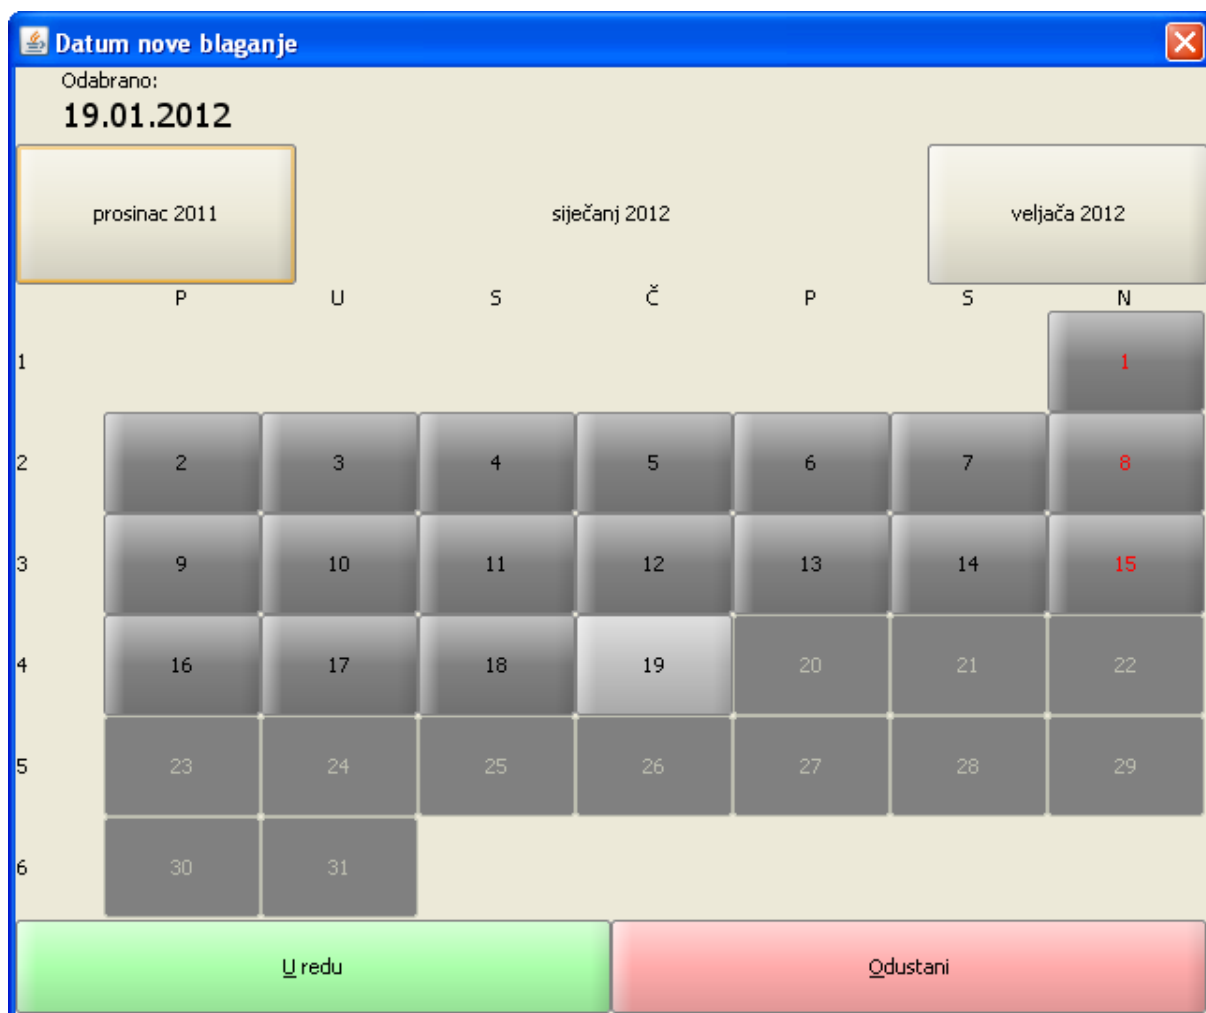 Datum nove blaganje
Odabrano:
19.01.2012
prosinac 2011 siječanj 2012 veljača 2012
P U S Č P S N
1 1
2 2 3 4 5 6 7 8
3 9 10 11 12 13 14 15
4 16 17 18 19 20 21 22
5 23 24 25 26 27 28 29
6 30 31
U redu Odustani